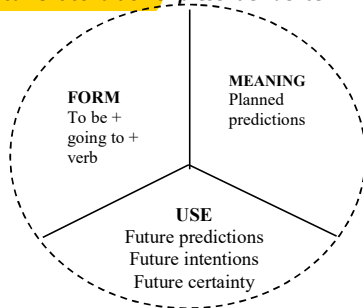 FORM
To be +
going to +
verb
MEANING
Planned
predictions
USE
Future predictions
Future intentions
Future certainty